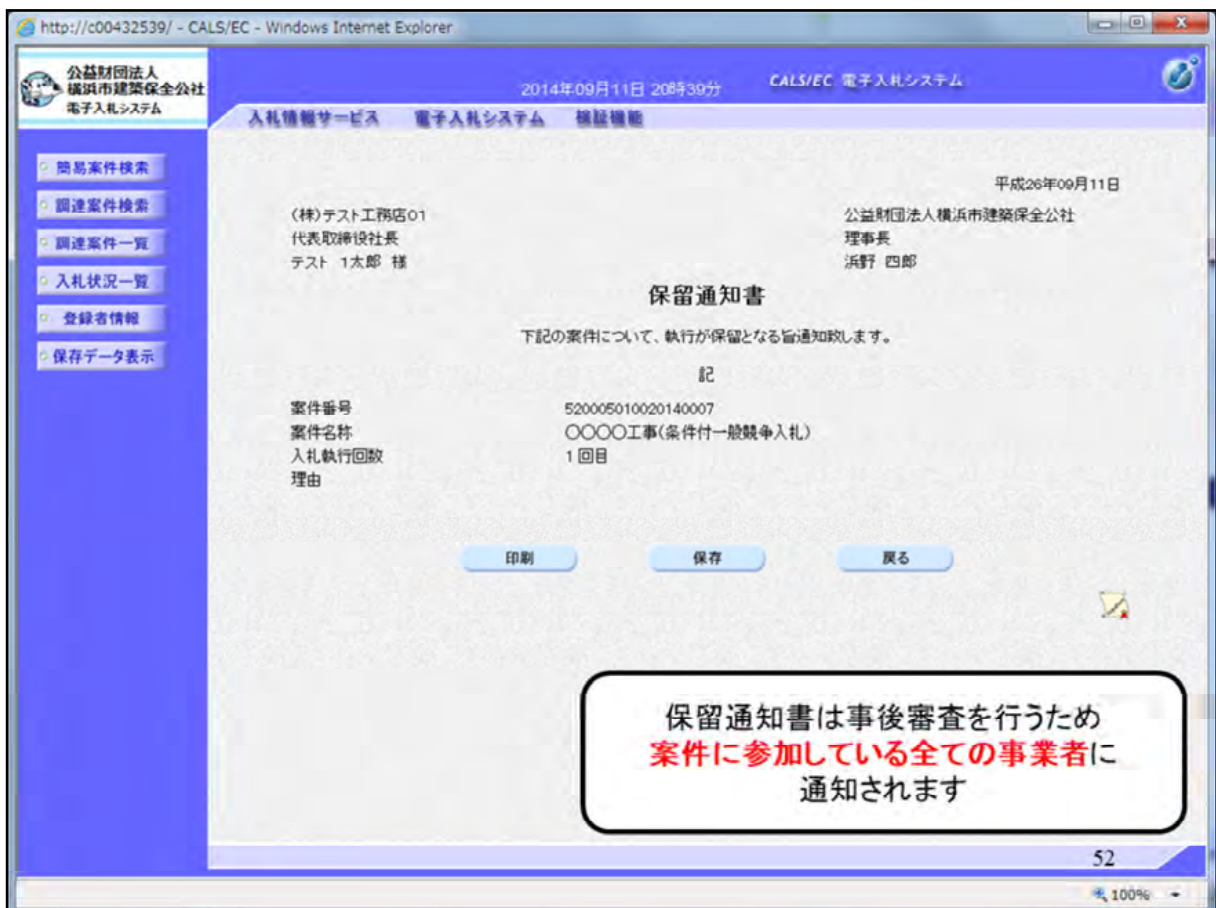 http://c00432539/ - CALS/EC - Windows Internet Explorer
公益財団法人
横浜市建築保全公社
電子入札システム
2014年09月11日 20時39分
CALS/EC 電子入札システム
入札情報サービス 電子入札システム 検証機能
簡易案件検索
調達案件検索
調達案件一覧
入札状況一覧
登録者情報
保存データ表示
平成26年09月11日
(株)テスト工務店01
代表取締役社長
テスト 1太郎 様
公益財団法人横浜市建築保全公社
理事長
浜野 四郎
保留通知書
下記の案件について、執行が保留となる旨通知致します。
記
案件番号 520005010020140007
案件名称 〇〇〇〇工事(条件付一般競争入札)
入札執行回数 1回目
理由
印刷 保存 戻る
保留通知書は事後審査を行うため
案件に参加している全ての事業者に
通知されます
52
100%